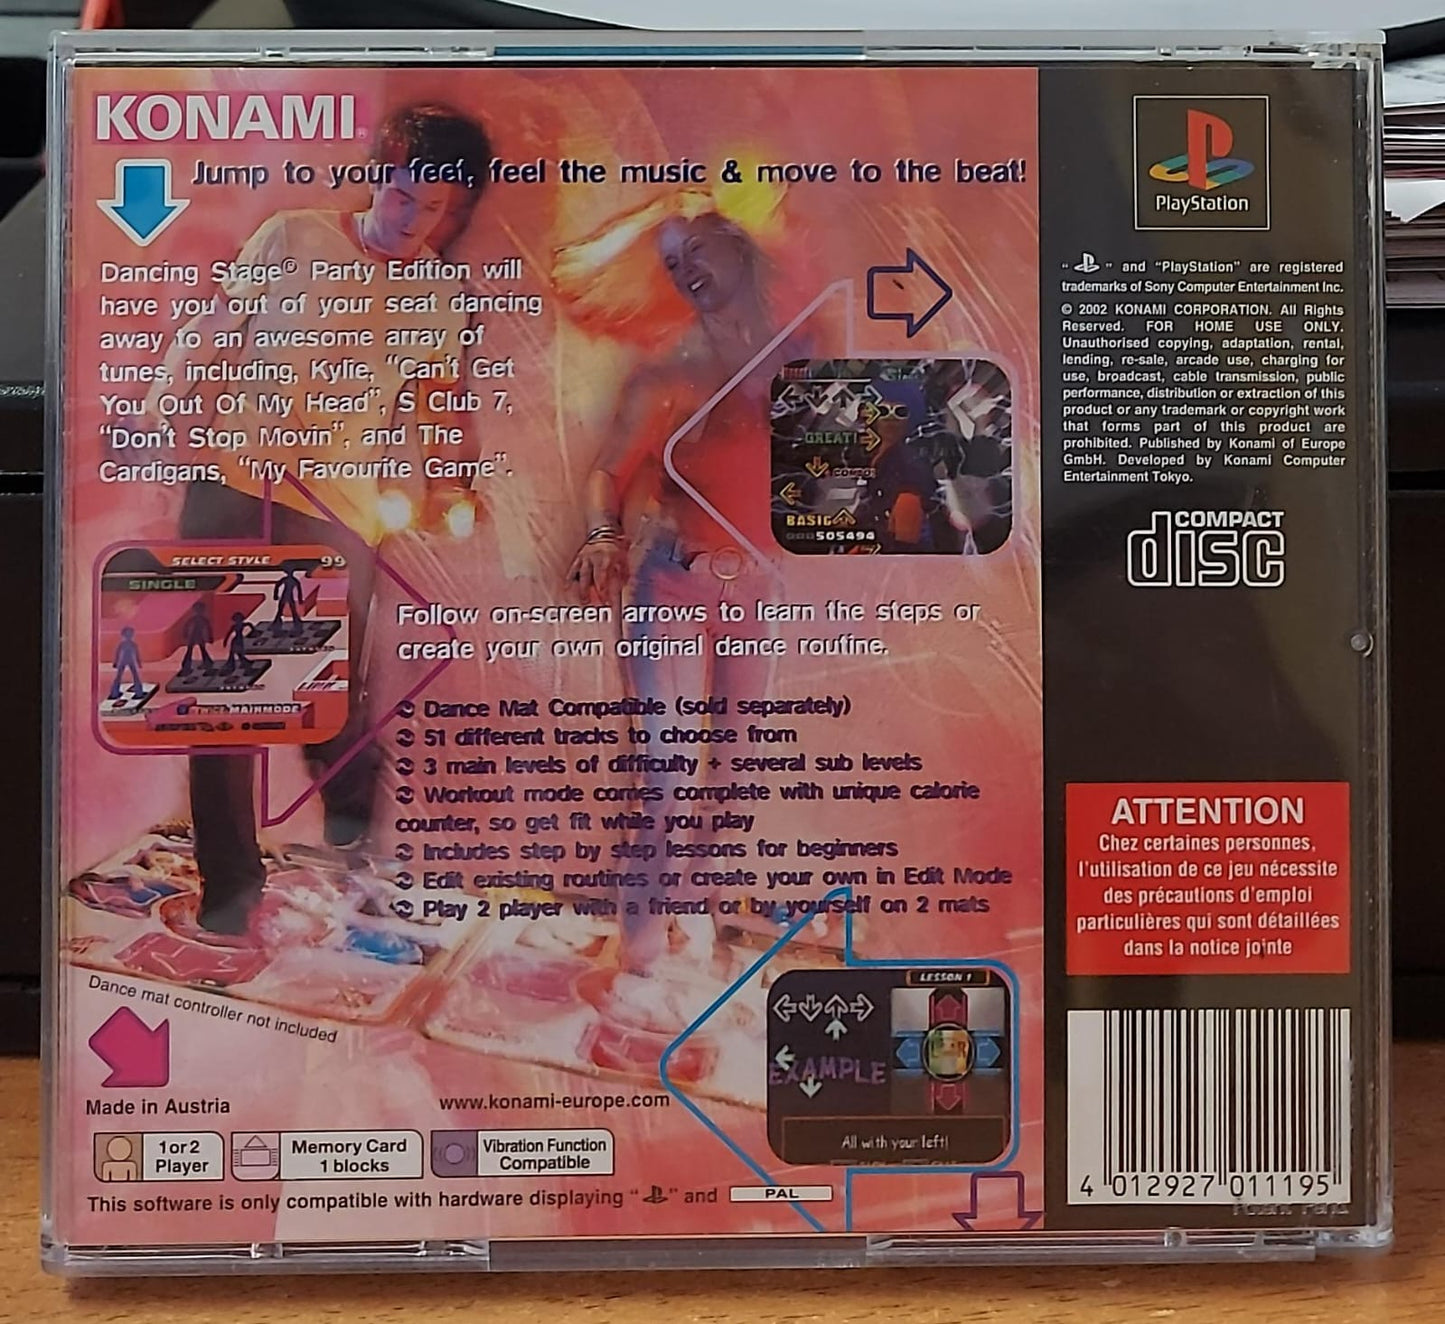 KONAMI®
Jump to your feet, feel the music & move to the beat!
Dancing Stage® Party Edition will
have you out of your seat dancing
away to an awesome array of
tunes, including, Kylie, “Can't Get
You Out Of My Head”, S Club 7,
“Don't Stop Movin”, and The
Cardigans, “My Favourite Game”.
GREAT!
COMBO!
BASIC
000505494
SELECT STYLE 99
SINGLE
Follow on-screen arrows to learn the steps or
create your own original dance routine.
Dance Mat Compatible (sold separately)
51 different tracks to choose from
3 main levels of difficulty + several sub levels
Workout mode comes complete with unique calorie
counter, so get fit while you play
Includes step by step lessons for beginners
Edit existing routines or create your own in Edit Mode
Play 2 player with a friend or by yourself on 2 mats
Dance mat controller not included
LESSON 1
EXAMPLE
All with your left!
Made in Austria
www.konami-europe.com
1 or 2
Player
Memory Card
1 blocks
Vibration Function
Compatible
This software is only compatible with hardware displaying “ ” and PAL
PlayStation
“ ” and “PlayStation” are registered
trademarks of Sony Computer Entertainment Inc.
© 2002 KONAMI CORPORATION. All Rights
Reserved. FOR HOME USE ONLY.
Unauthorised copying, adaptation, rental,
lending, re-sale, arcade use, charging for
use, broadcast, cable transmission, public
performance, distribution or extraction of this
product or any trademark or copyright work
that forms part of this product are
prohibited. Published by Konami of Europe
GmbH. Developed by Konami Computer
Entertainment Tokyo.
COMPACT
disc
ATTENTION
Chez certaines personnes,
l'utilisation de ce jeu nécessite
des précautions d'emploi
particulières qui sont détaillées
dans la notice jointe
4 012927 011195